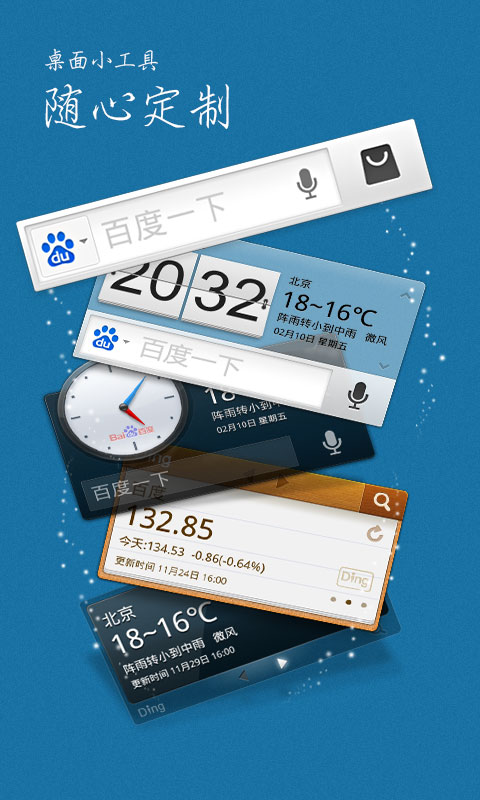 桌面小工具
随心定制
du
百度一下
20 32
北京
18~16℃
阵雨转小到中雨 微风
02月10日 星期五
du
百度一下
Bai du 百度
阵雨转小到中
02月10日 星期五
百度一下
百度
132.85
今天:134.53 -0.86(-0.64%)
更新时间 11月24日 16:00
Ding
北京
18~16℃
阵雨转小到中雨 微风
更新时间 11月29日 16:00
Ding